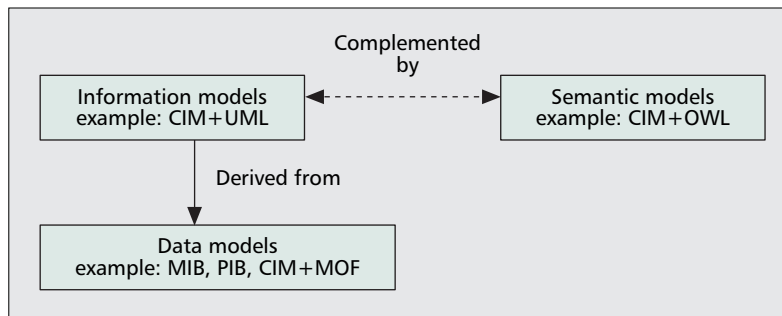 Complemented
by
Information models
example: CIM+UML
Semantic models
example: CIM+OWL
Derived from
Data models
example: MIB, PIB, CIM+MOF